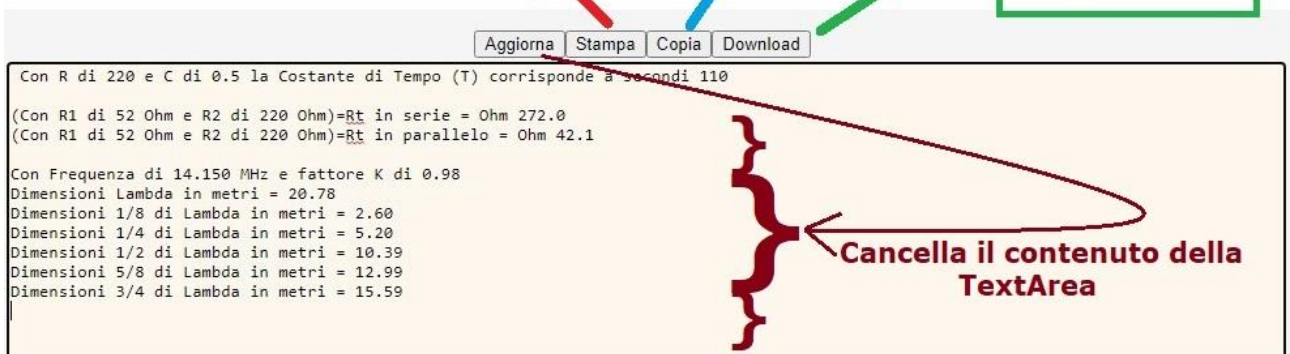 Aggiorna Stampa Copia Download
Con R di 220 e C di 0.5 la Costante di Tempo (T) corrisponde a secondi 110
(Con R1 di 52 Ohm e R2 di 220 Ohm)=Rt in serie = Ohm 272.0
(Con R1 di 52 Ohm e R2 di 220 Ohm)=Rt in parallelo = Ohm 42.1
Con Frequenza di 14.150 MHz e fattore K di 0.98
Dimensioni Lambda in metri = 20.78
Dimensioni 1/8 di Lambda in metri = 2.60
Dimensioni 1/4 di Lambda in metri = 5.20
Dimensioni 1/2 di Lambda in metri = 10.39
Dimensioni 5/8 di Lambda in metri = 12.99
Dimensioni 3/4 di Lambda in metri = 15.59
}
}
}
Cancella il contenuto della
TextArea